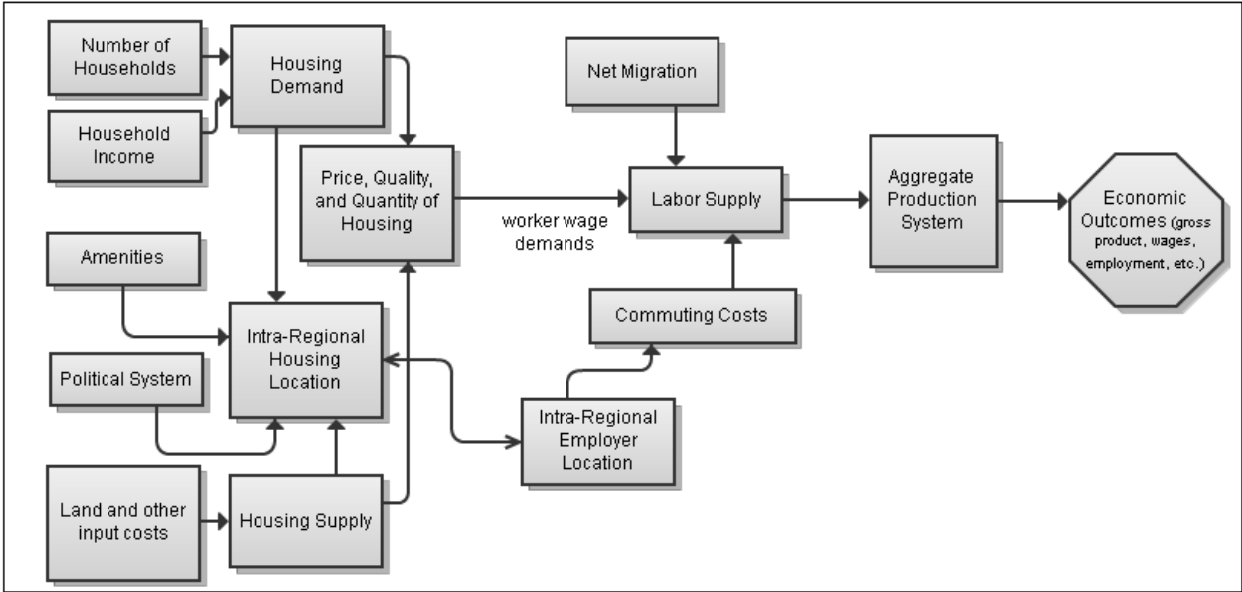 Number of
Households
Housing
Demand
Net Migration
Household
Income
Price, Quality,
and Quantity of
Housing
worker wage
demands
Labor Supply
Aggregate
Production
System
Economic
Outcomes (gross
product, wages,
employment, etc.)
Amenities
Intra-Regional
Housing
Location
Commuting Costs
Political System
Intra-Regional
Employer
Location
Land and other
input costs
Housing Supply